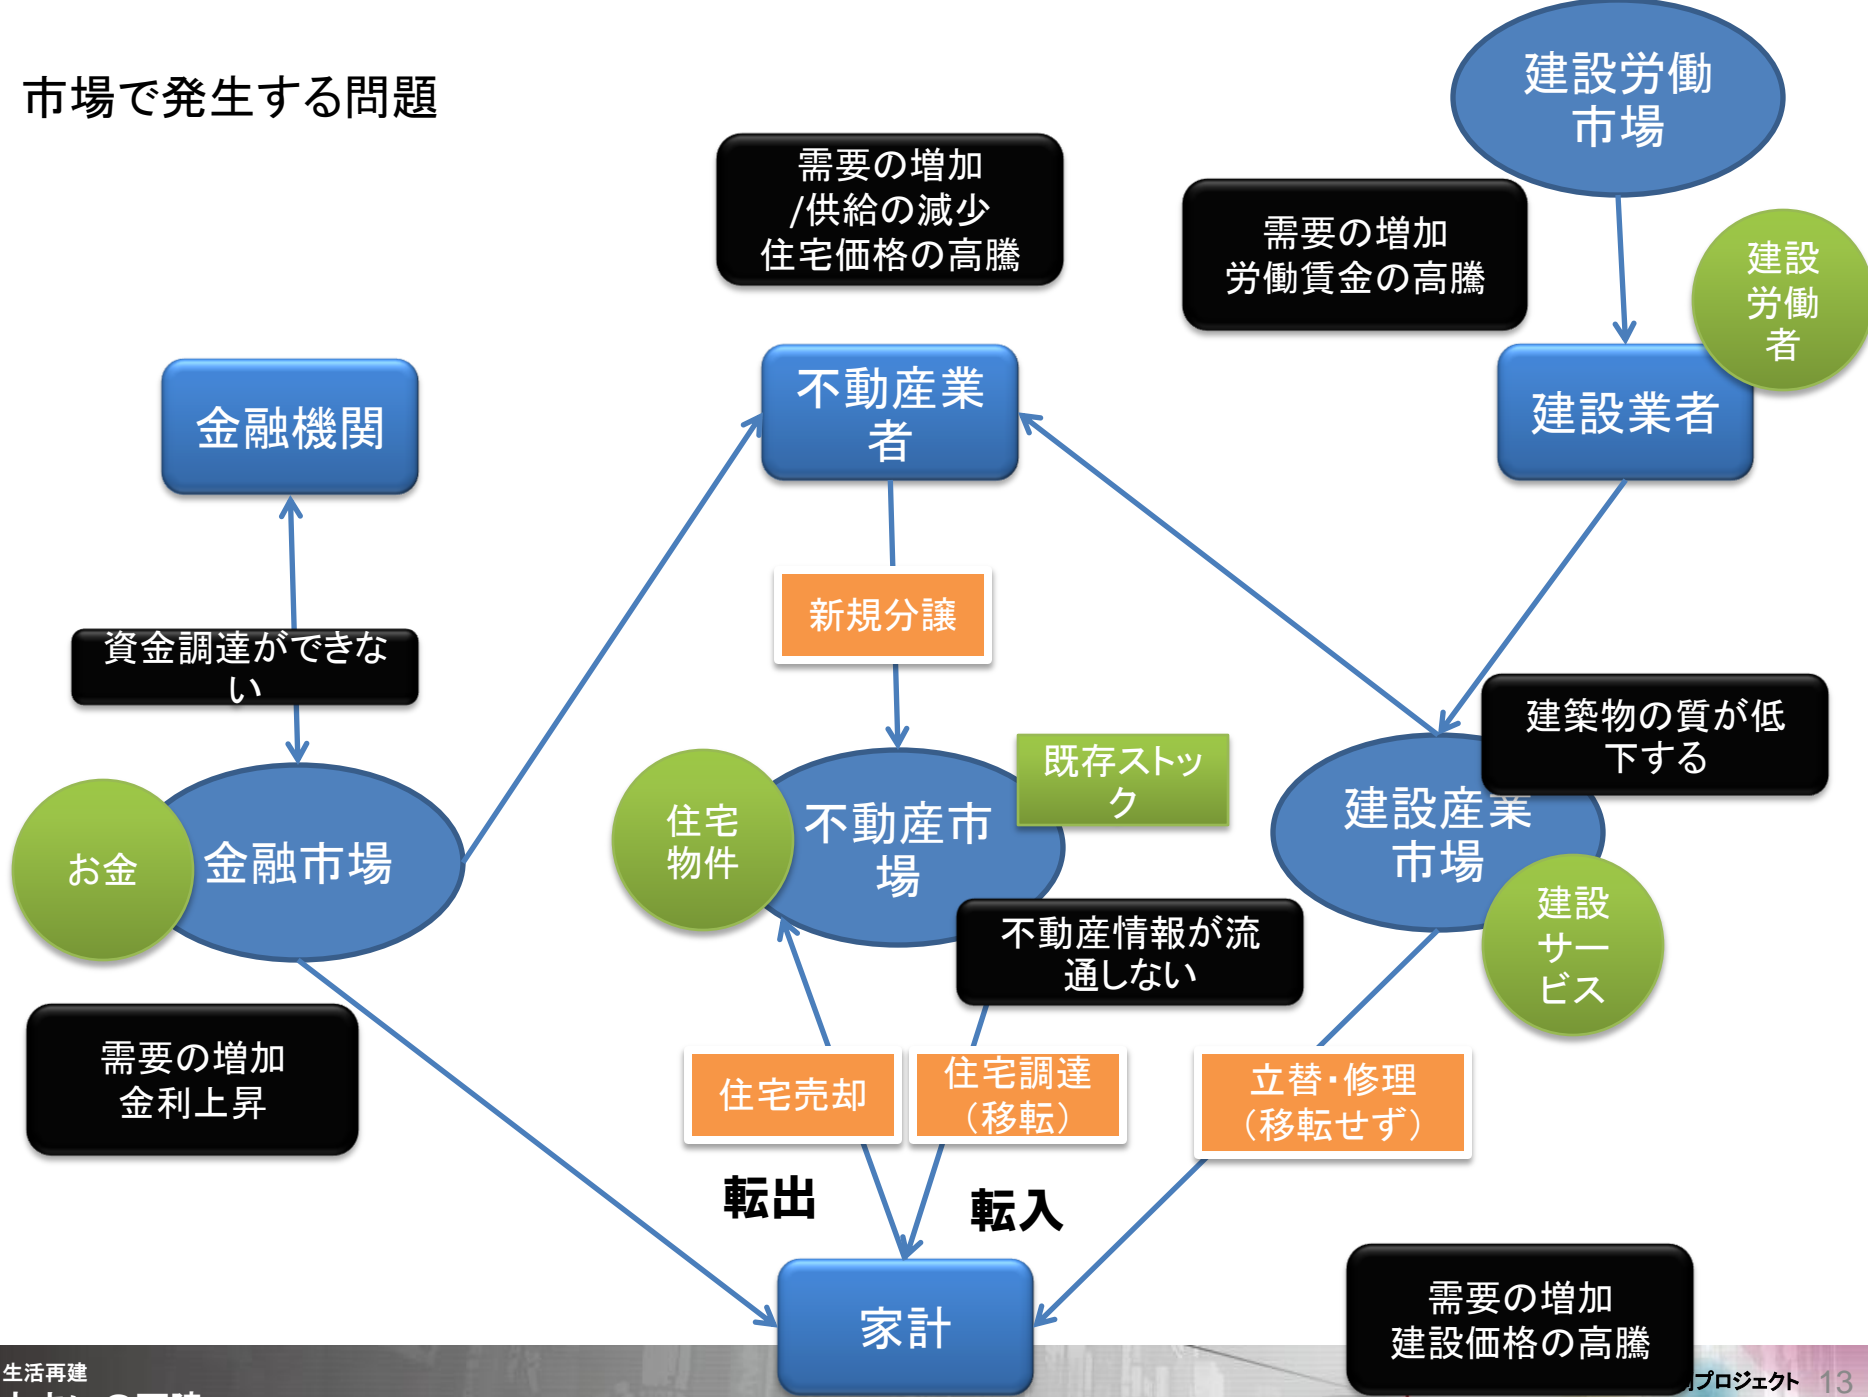 市場で発生する問題
建設労働
市場
需要の増加
/供給の減少
住宅価格の高騰
需要の増加
労働賃金の高騰
建設
労働
者
金融機関
不動産業
者
建設業者
新規分譲
資金調達ができな
い
建築物の質が低
下する
既存ストッ
ク
住宅
物件
不動産市
場
建設産業
市場
お金
金融市場
不動産情報が流
通しない
建設
サー
ビス
需要の増加
金利上昇
住宅売却
住宅調達
（移転）
立替・修理
（移転せず）
転出
転入
家計
需要の増加
建設価格の高騰
生活再建
プロジェクト
13